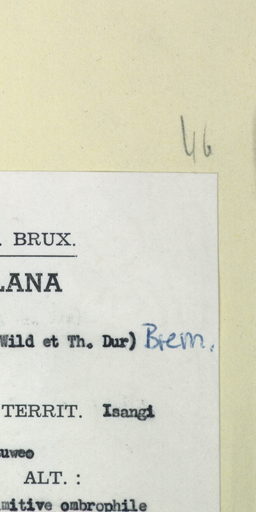 46
. BRUX.
LANA
Wild et Th. Dur) Brem.
TERRIT. Isangi
uweo
ALT. :
mitive ombrophile